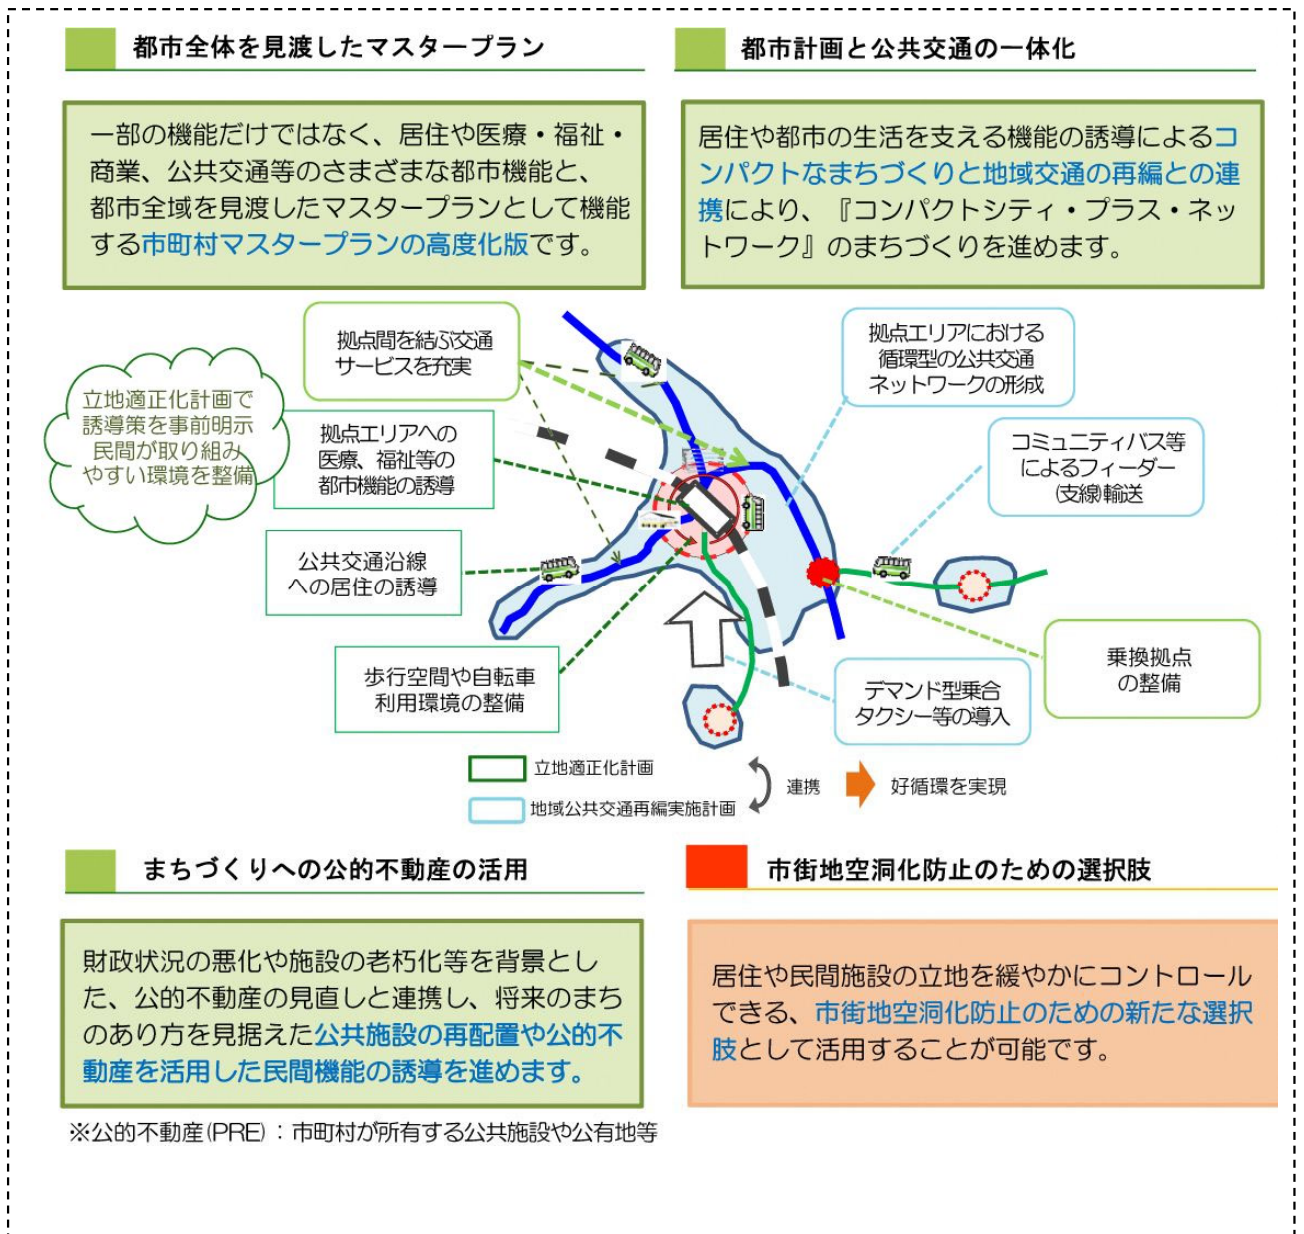 都市全体を見渡したマスタープラン
一部の機能だけではなく、居住や医療・福祉・
商業、公共交通等のさまざまな都市機能と、
都市全域を見渡したマスタープランとして機能
する市町村マスタープランの高度化版です。
都市計画と公共交通の一体化
居住や都市の生活を支える機能の誘導によるコ
ンパクトなまちづくりと地域交通の再編との連
携により、『コンパクトシティ・プラス・ネッ
トワーク』のまちづくりを進めます。
立地適正化計画で
誘導策を事前明示
民間が取り組み
やすい環境を整備
拠点間を結ぶ交通
サービスを充実
拠点エリアへの
医療、福祉等の
都市機能の誘導
公共交通沿線
への居住の誘導
歩行空間や自転車
利用環境の整備
拠点エリアにおける
循環型の公共交通
ネットワークの形成
コミュニティバス等
によるフィーダー
(支線)輸送
乗換拠点
の整備
デマンド型乗合
タクシー等の導入
立地適正化計画
地域公共交通再編実施計画
連携
好循環を実現
まちづくりへの公的不動産の活用
財政状況の悪化や施設の老朽化等を背景とし
た、公的不動産の見直しと連携し、将来のまち
のあり方を見据えた公共施設の再配置や公的不
動産を活用した民間機能の誘導を進めます。
※公的不動産(PRE)：市町村が所有する公共施設や公有地等
市街地空洞化防止のための選択肢
居住や民間施設の立地を緩やかにコントロール
できる、市街地空洞化防止のための新たな選択
肢として活用することが可能です。